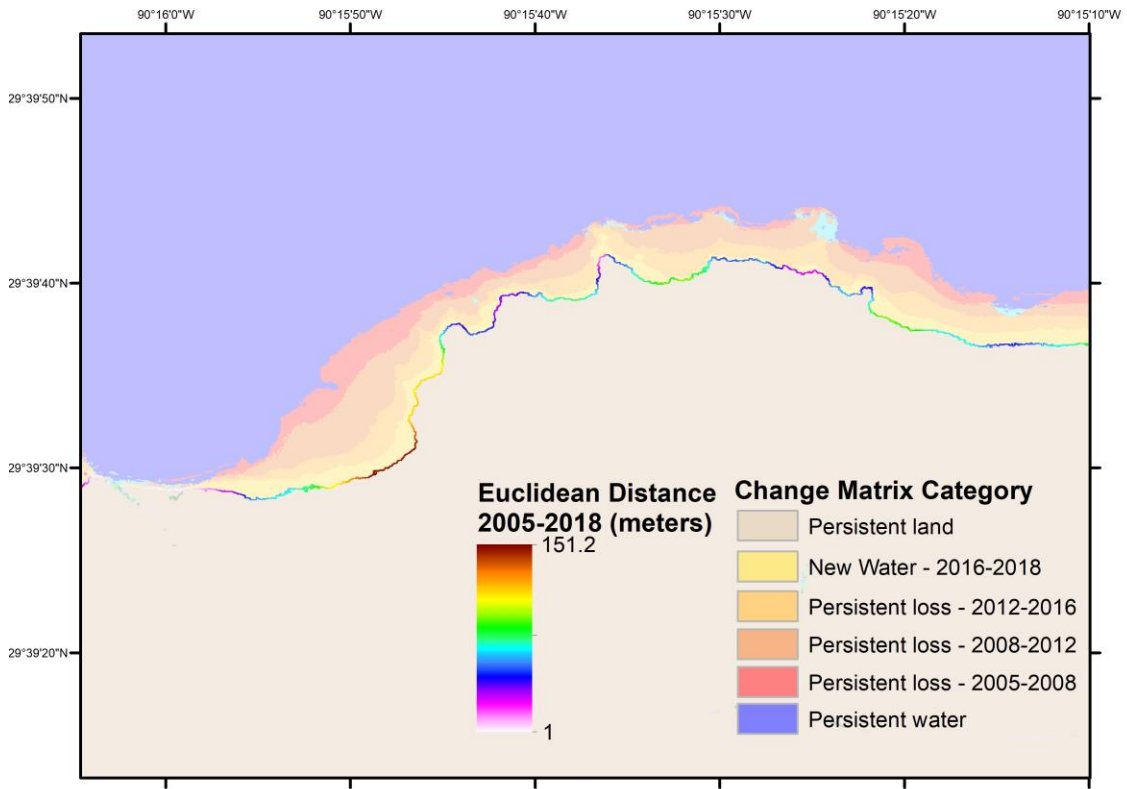 90°16'0"W 90°15'50"W 90°15'40"W 90°15'30"W 90°15'20"W 90°15'10"W
29°39'50"N
29°39'40"N
29°39'30"N
29°39'20"N
Euclidean Distance
2005-2018 (meters)
151.2
1
Change Matrix Category
Persistent land
New Water - 2016-2018
Persistent loss - 2012-2016
Persistent loss - 2008-2012
Persistent loss - 2005-2008
Persistent water